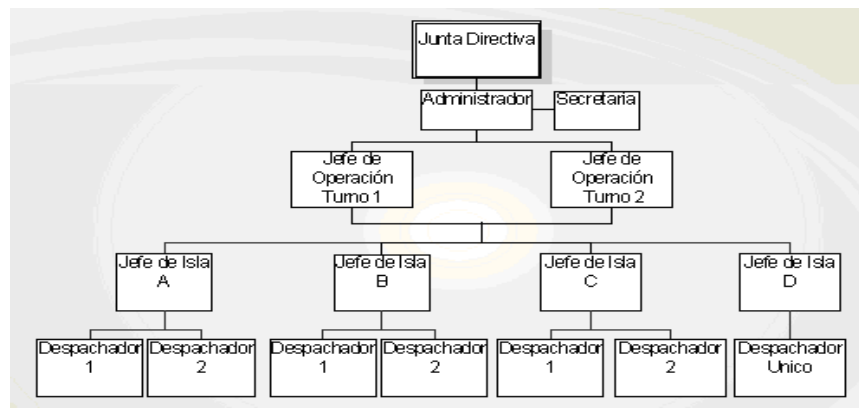 Junta Directiva
Administrador
Secretaria
Jefe de
Operación
Turno 1
Jefe de
Operación
Turno 2
Jefe de Isla
A
Jefe de Isla
B
Jefe de Isla
C
Jefe de Isla
D
Despachador
1
Despachador
2
Despachador
1
Despachador
2
Despachador
1
Despachador
2
Despachador
Unico